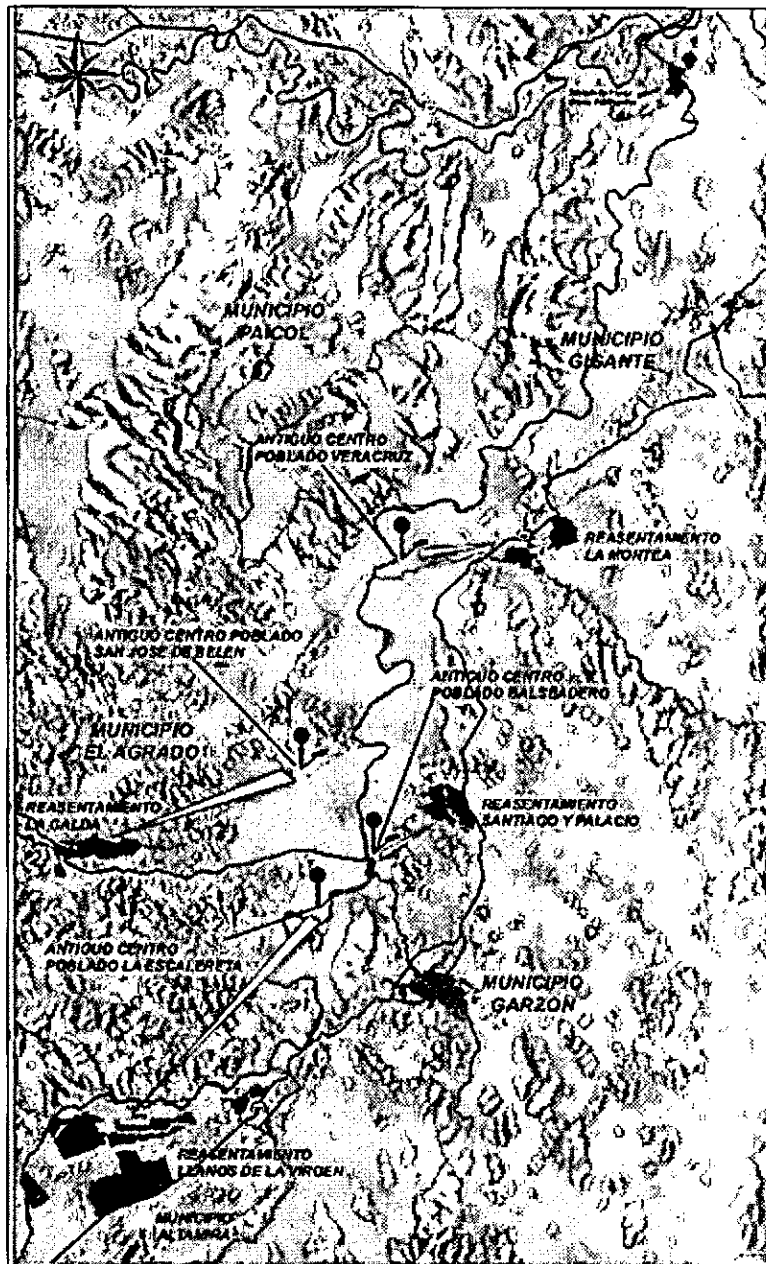 MUNICIPIO
PAICOL
MUNICIPIO
GIGANTE
ANTIGUO CENTRO
POBLADO VERACRUZ
REASENTAMIENTO
LA MONTEA
ANTIGUO CENTRO POBLADO
SAN JOSE DE BELEN
ANTIGUO CENTRO
POBLADO BALSEADERO
MUNICIPIO
EL AGRADO
REASENTAMIENTO
LA GALDA
REASENTAMIENTO
SANTIAGO Y PALACIO
ANTIGUO CENTRO
POBLADO LA ESCALERETA
MUNICIPIO
GARZON
REASENTAMIENTO
LLANOS DE LA VIRGEN
MUNICIPIO
ALTAMIRA